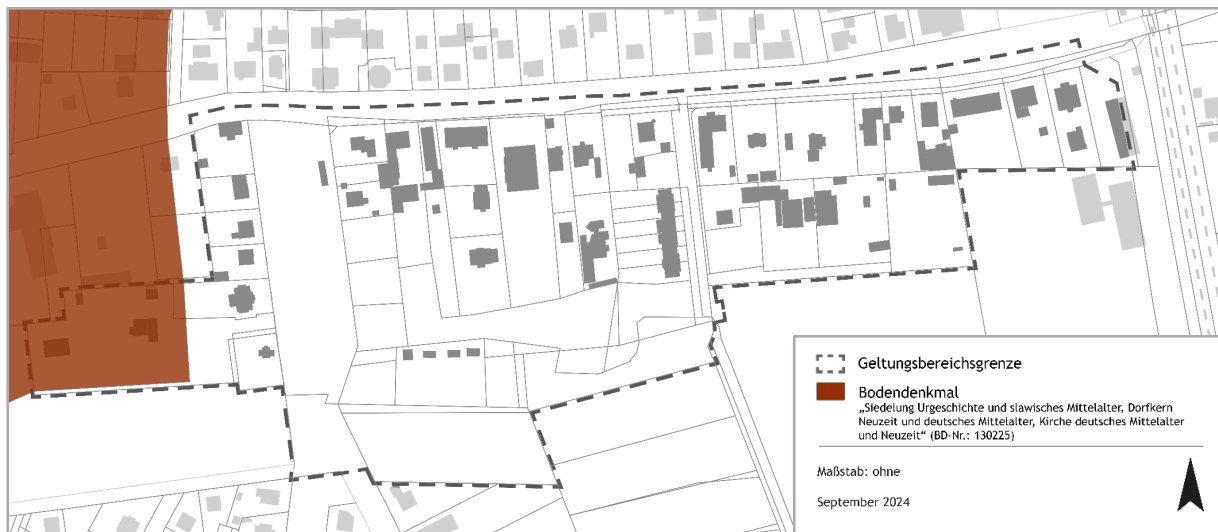 Geltungsbereichsgrenze
Bodendenkmal
„Siedelung Urgeschichte und slawisches Mittelalter, Dorfkern
Neuzeit und deutsches Mittelalter, Kirche deutsches Mittelalter
und Neuzeit“ (BD-Nr.: 130225)
Maßstab: ohne
September 2024